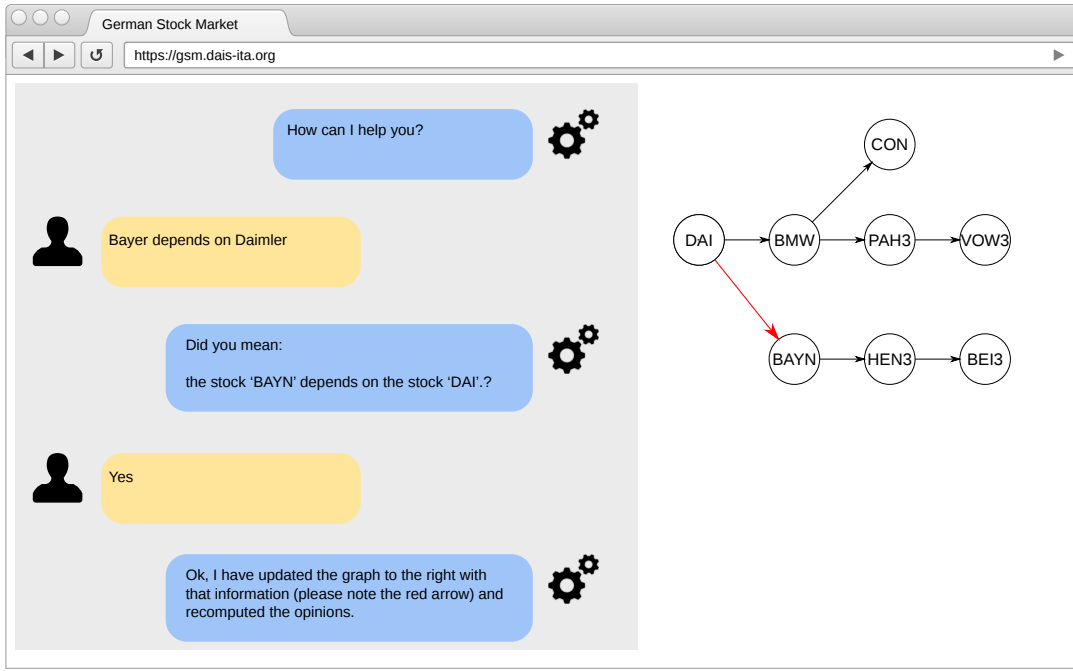 German Stock Market
https://gsm.dais-ita.org
How can I help you?
Bayer depends on Daimler
Did you mean:
the stock ‘BAYN’ depends on the stock ‘DAI’.?
Yes
Ok, I have updated the graph to the right with
that information (please note the red arrow) and
recomputed the opinions.
CON
DAI
BMW
PAH3
VOW3
BAYN
HEN3
BEI3